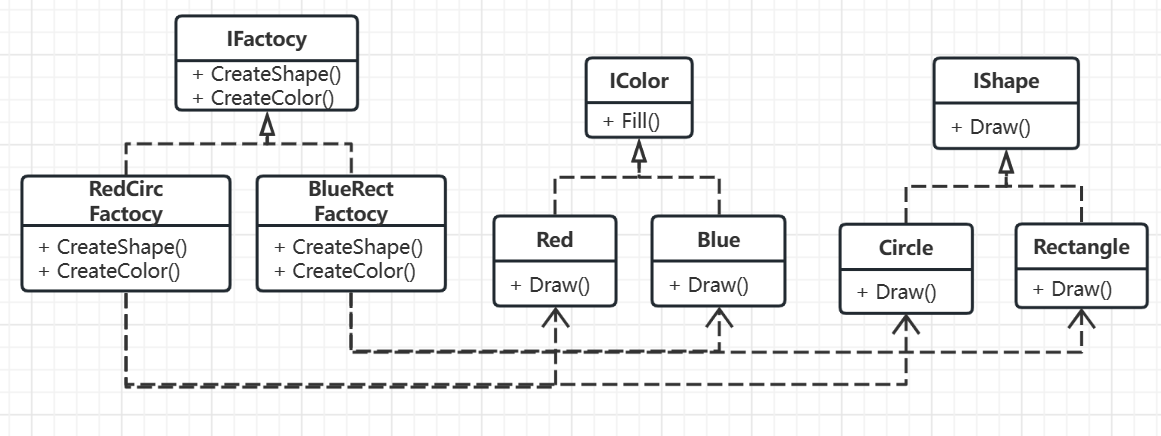 IFactocy
+ CreateShape()
+ CreateColor()
IColor
+ Fill()
IShape
+ Draw()
RedCirc
Factocy
+ CreateShape()
+ CreateColor()
BlueRect
Factocy
+ CreateShape()
+ CreateColor()
Red
+ Draw()
Blue
+ Draw()
Circle
+ Draw()
Rectangle
+ Draw()